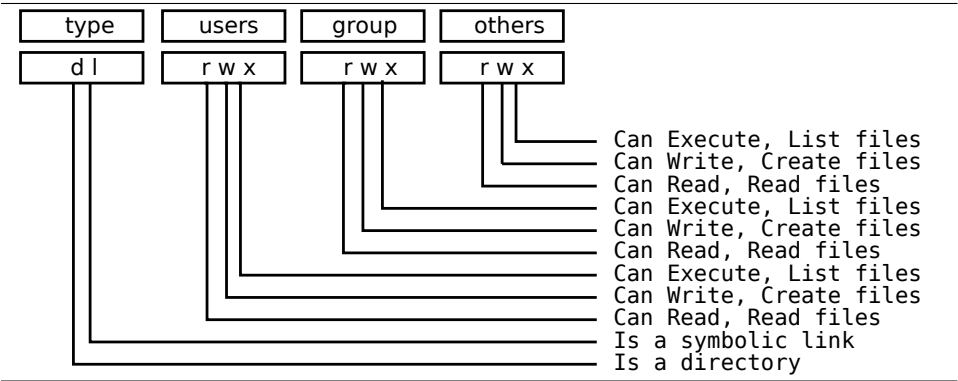 type users group others
d l r w x r w x r w x
Can Execute, List files
Can Write, Create files
Can Read, Read files
Can Execute, List files
Can Write, Create files
Can Read, Read files
Can Execute, List files
Can Write, Create files
Can Read, Read files
Is a symbolic link
Is a directory